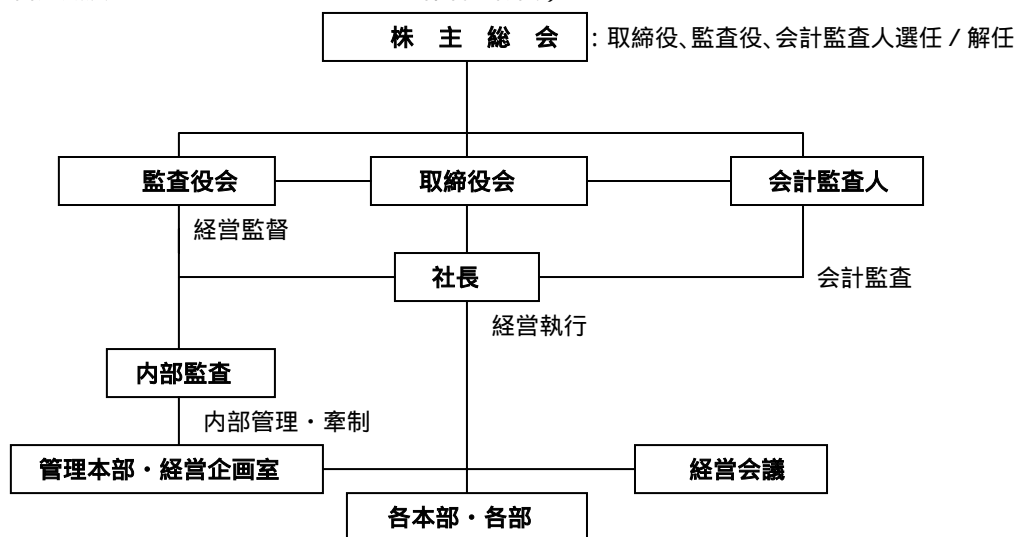 株 主 総 会 : 取締役、監査役、会計監査人選任 / 解任
監査役会 取締役会 会計監査人
経営監督
社長 会計監査
経営執行
内部監査
内部管理・牽制
管理本部・経営企画室 経営会議
各本部・各部